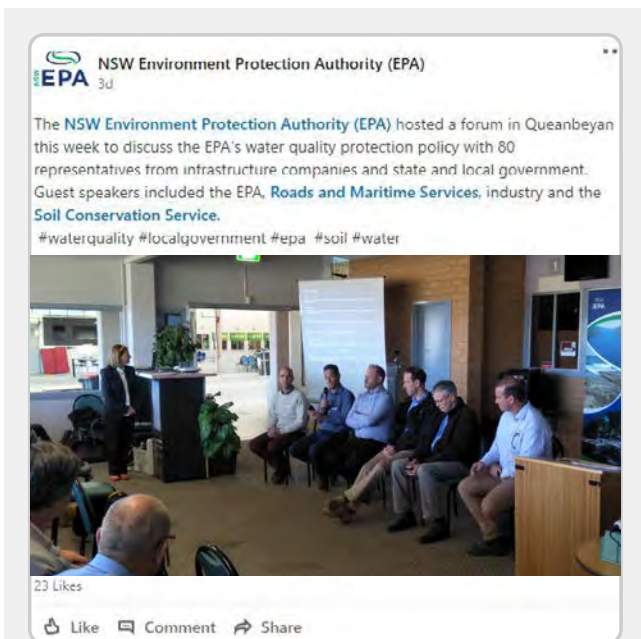 NSW EPA
NSW Environment Protection Authority (EPA)
3d
The NSW Environment Protection Authority (EPA) hosted a forum in Queanbeyan
this week to discuss the EPA's water quality protection policy with 80
representatives from infrastructure companies and state and local government.
Guest speakers included the EPA, Roads and Maritime Services, industry and the
Soil Conservation Service.
#waterquality #localgovernment #epa #soil #water
EPA
23 Likes
Like Comment Share